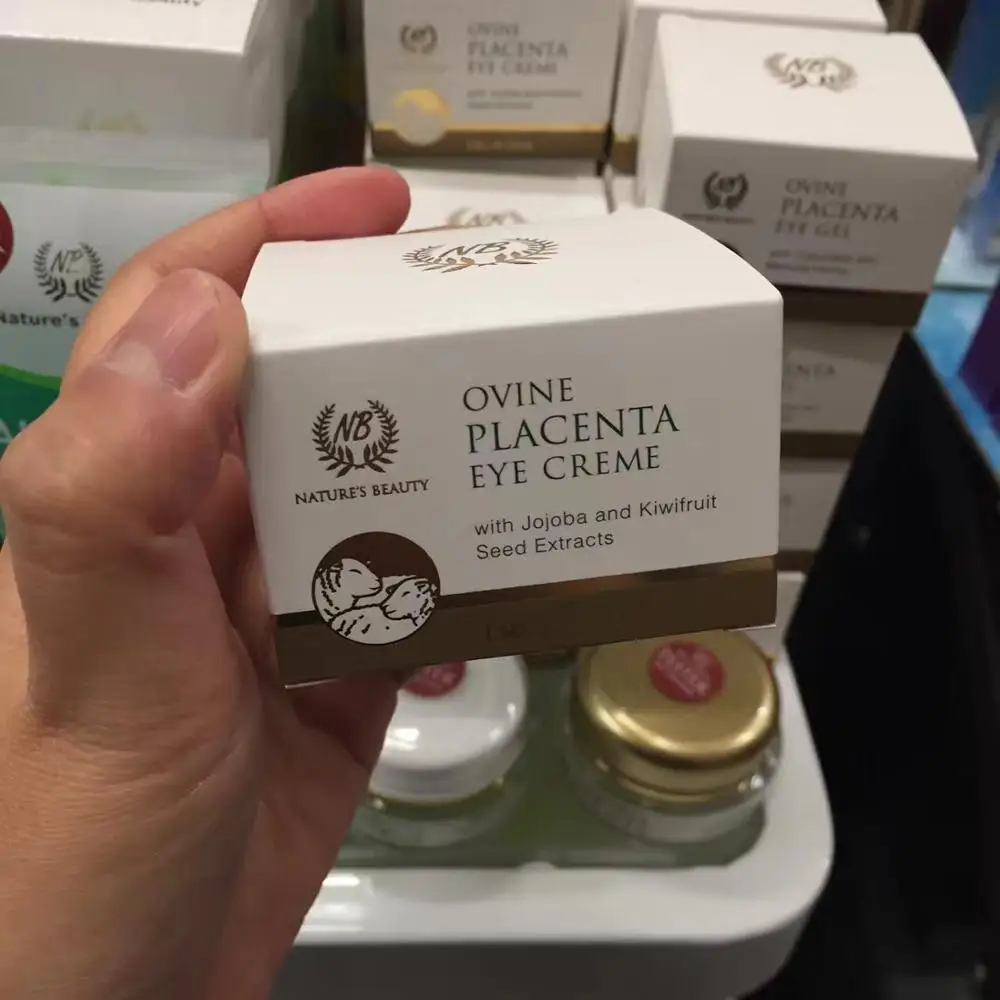 OVINE
PLACENTA
EYE CREME
NB
OVINE
PLACENTA
EYE GEL
NB
Nature's
NB
NB
NATURE'S BEAUTY
OVINE
PLACENTA
EYE CREME
with Jojoba and Kiwifruit
Seed Extracts